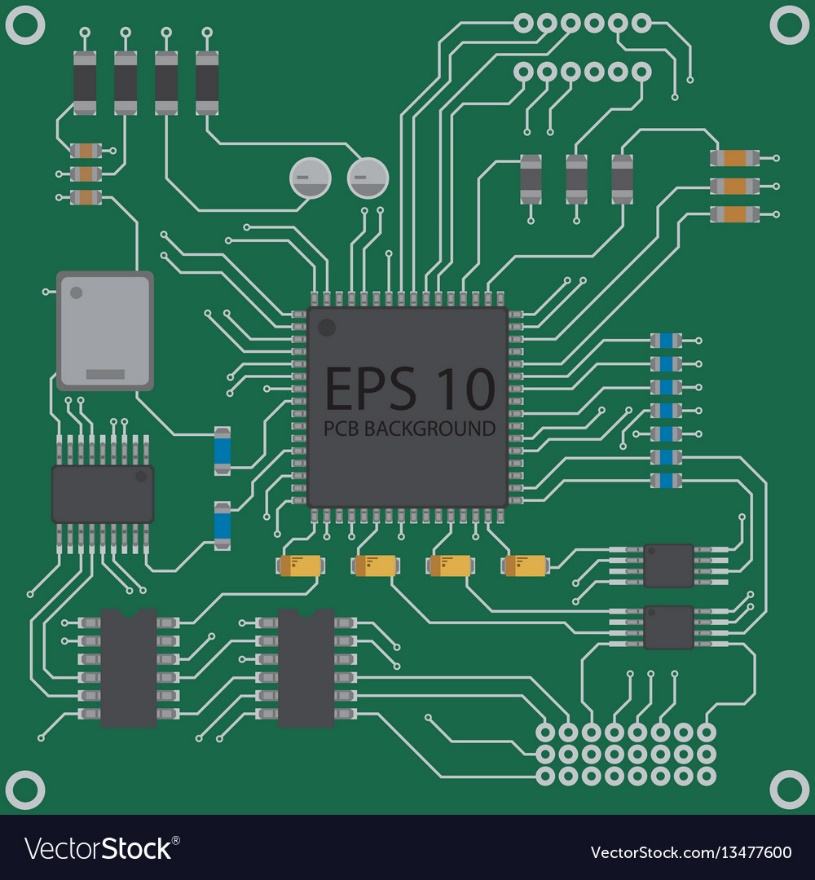 EPS 10
PCB BACKGROUND
VectorStock®
VectorStock.com/13477600